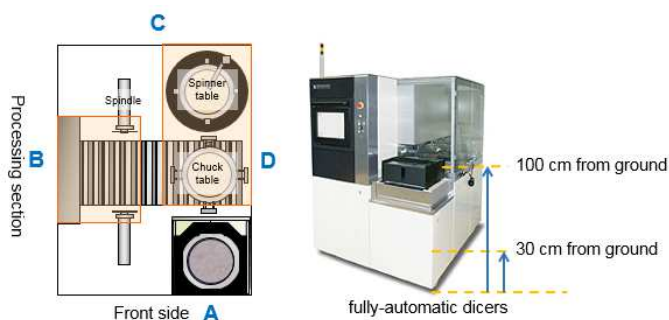 C
Spinner
table
Spindle
Processing section
B
D
Chuck
table
Front side A
100 cm from ground
30 cm from ground
fully-automatic dicers